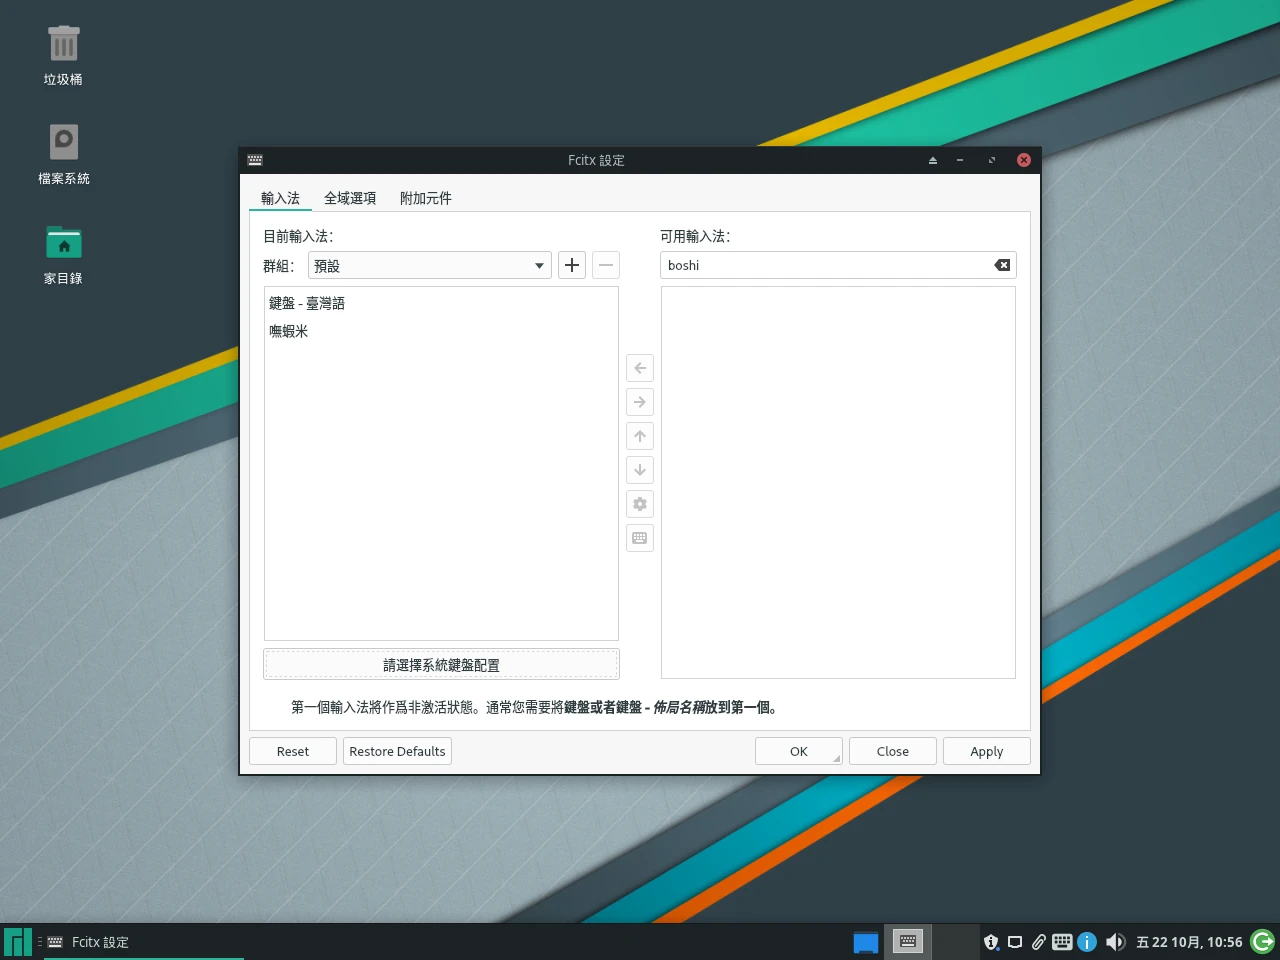 垃圾桶
檔案系統
家目錄
Fcitx 設定
輸入法
全域選項
附加元件
目前輸入法:
群組:
預設
鍵盤 - 臺灣語
嘸蝦米
請選擇系統鍵盤配置
可用輸入法:
boshi
第一個輸入法將作爲非激活狀態。通常您需要將鍵盤或者鍵盤 - 佈局名稱放到第一個。
Reset
Restore Defaults
OK
Close
Apply
Fcitx 設定
五 22 10月, 10:56